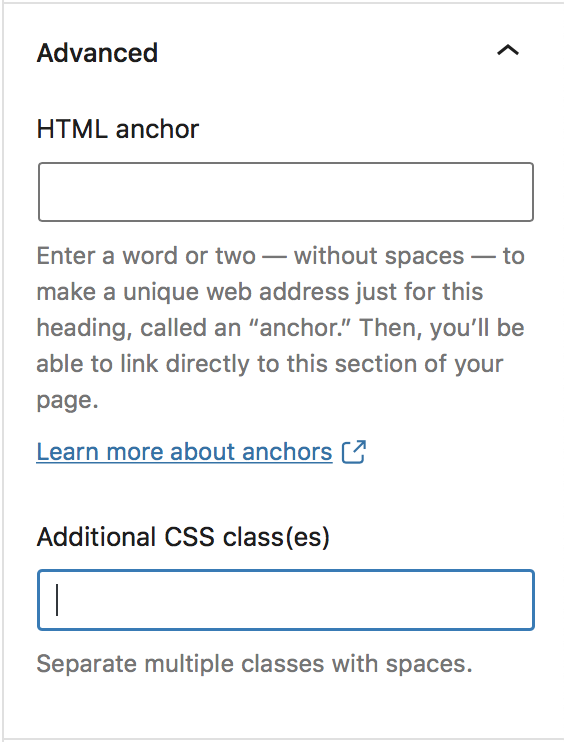 Advanced
HTML anchor
Enter a word or two — without spaces — to
make a unique web address just for this
heading, called an “anchor.” Then, you’ll be
able to link directly to this section of your
page.
Learn more about anchors
Additional CSS class(es)
Separate multiple classes with spaces.